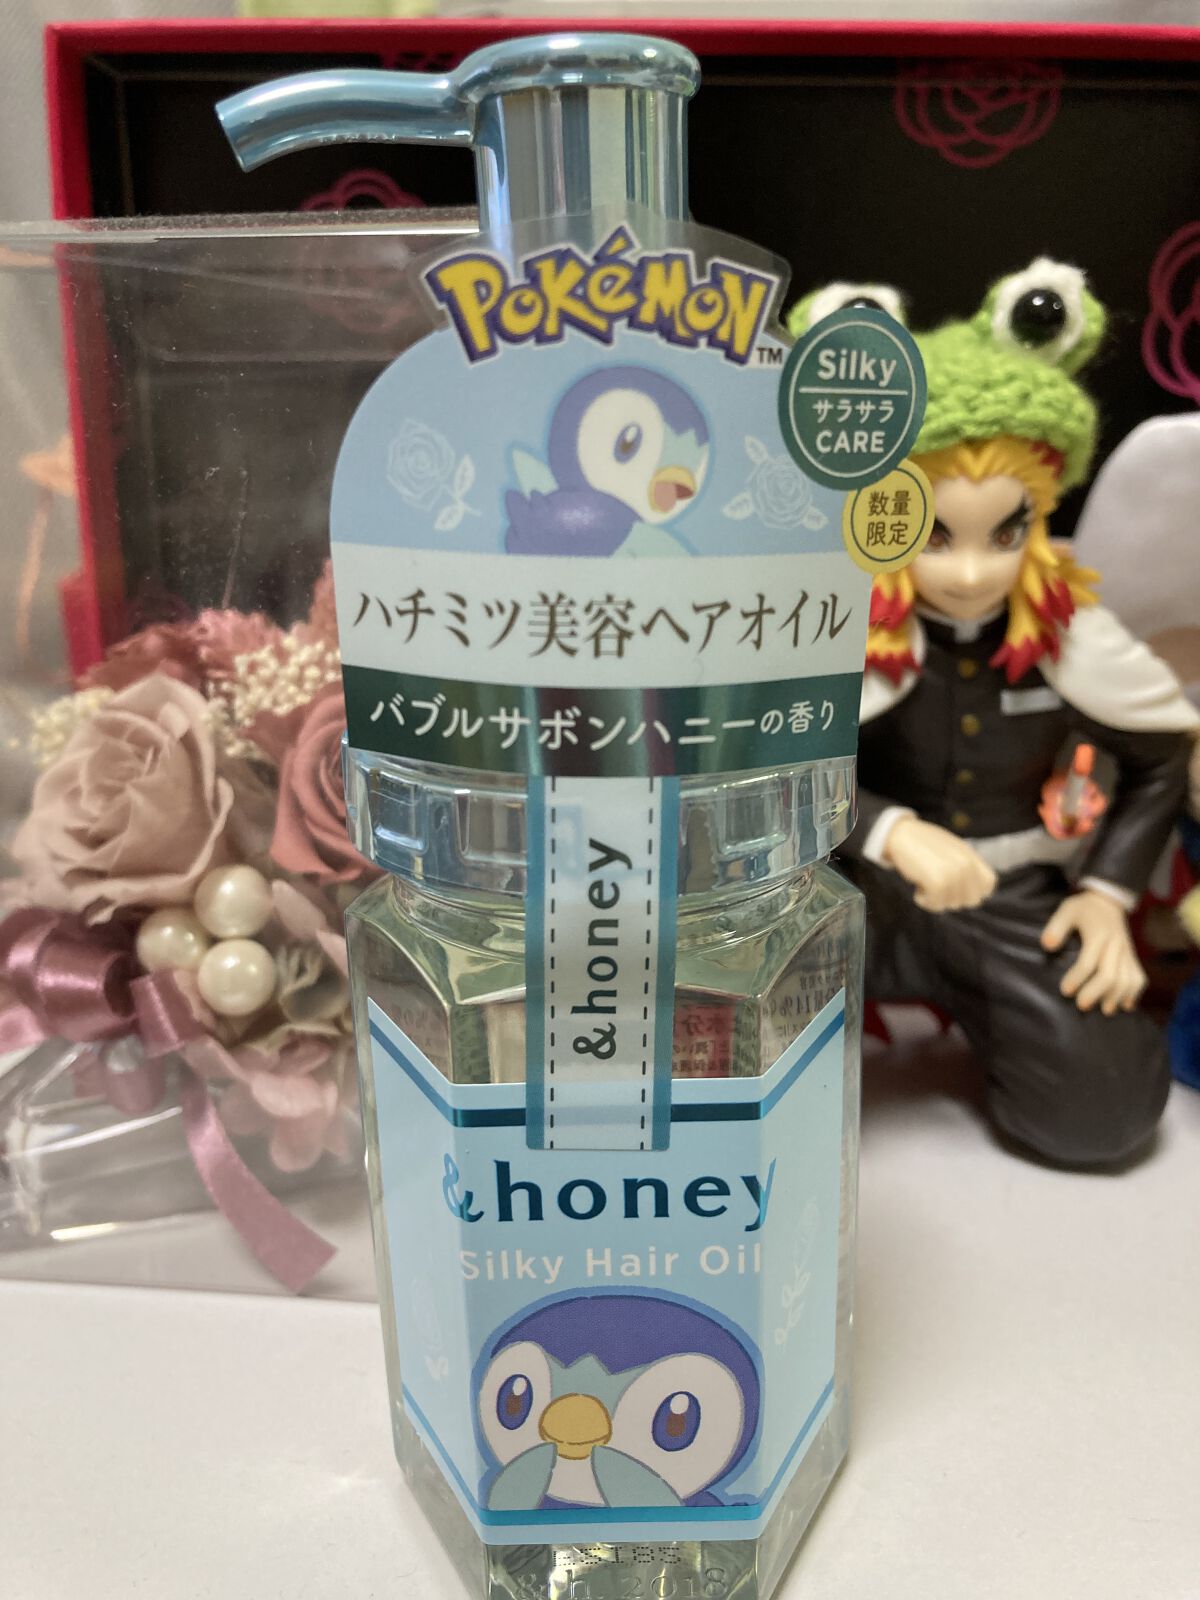 POKéMON™
Silky
サラサラ
CARE
数量
限定
ハチミツ美容ヘアオイル
バブルサボンハニーの香り
&honey
&honey
Silky Hair Oil
&h 2018